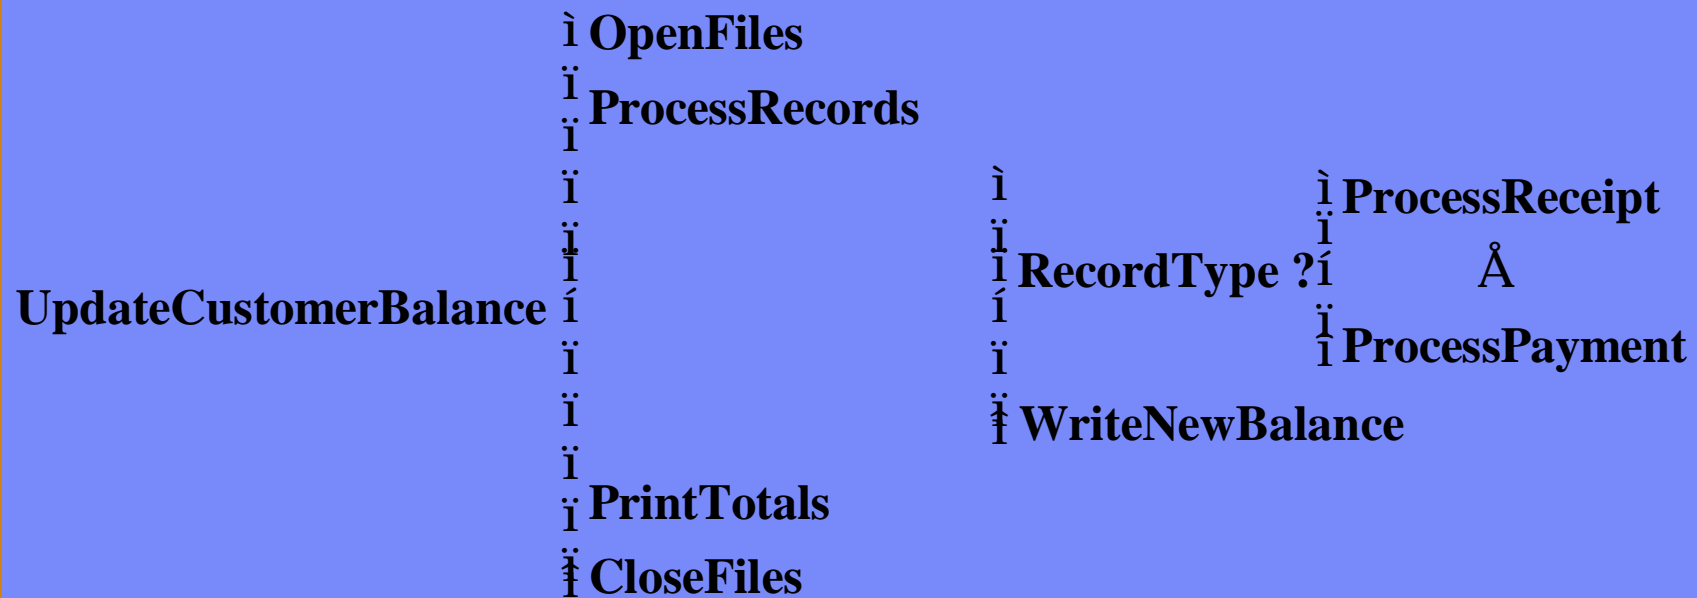 ì OpenFiles
ï
ï ProcessRecords
ï
ì ì ProcessReceipt
ï ï ï
ï ï RecordType ? í Å
UpdateCustomerBalance í í
ï ï ï
î ProcessPayment
ï ï
î WriteNewBalance
ï
ï PrintTotals
ï
î CloseFiles